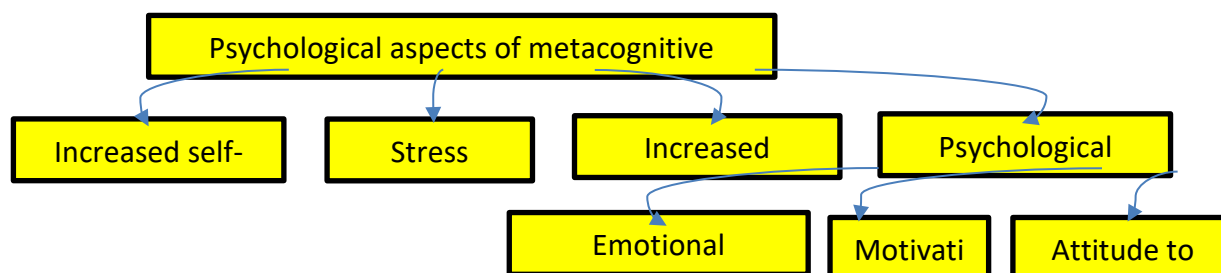 Psychological aspects of metacognitive
Increased self-
Stress
Increased
Psychological
Emotional
Motivati
Attitude to